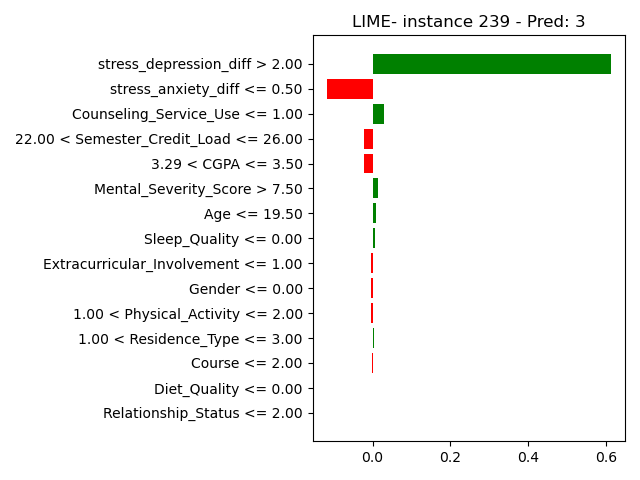 LIME- instance 239 - Pred: 3
stress_depression_diff > 2.00
stress_anxiety_diff <= 0.50
Counseling_Service_Use <= 1.00
22.00 < Semester_Credit_Load <= 26.00
3.29 < CGPA <= 3.50
Mental_Severity_Score > 7.50
Age <= 19.50
Sleep_Quality <= 0.00
Extracurricular_Involvement <= 1.00
Gender <= 0.00
1.00 < Physical_Activity <= 2.00
1.00 < Residence_Type <= 3.00
Course <= 2.00
Diet_Quality <= 0.00
Relationship_Status <= 2.00
0.0 0.2 0.4 0.6